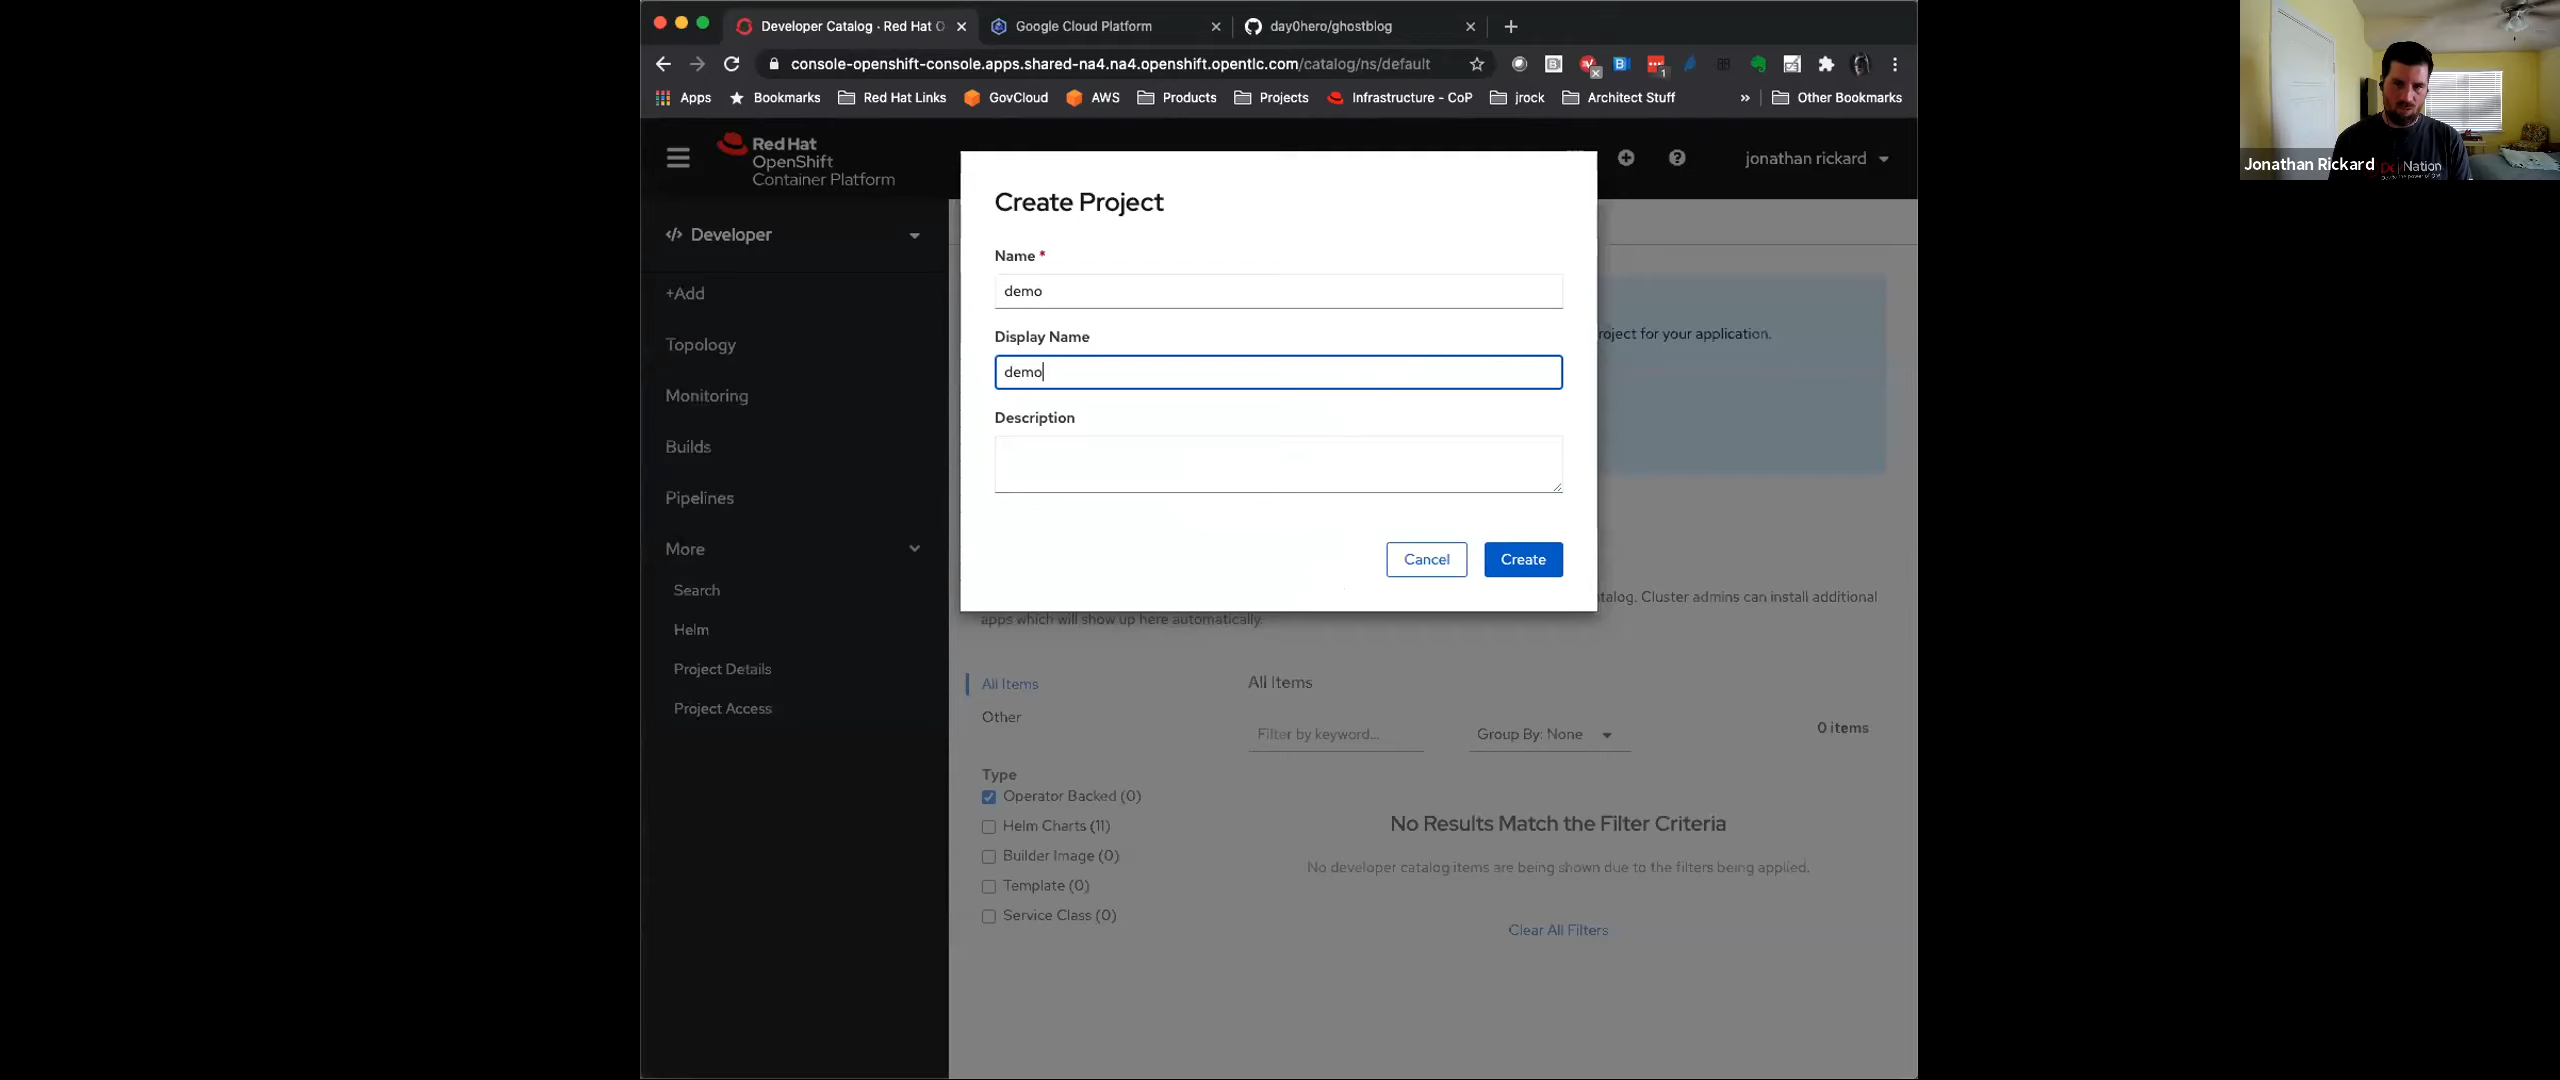 Developer Catalog · Red Hat O
Google Cloud Platform
day0hero/ghostblog
console-openshift-console.apps.shared-na4.na4.openshift.opentlc.com/catalog/ns/default
Apps
Bookmarks
Red Hat Links
GovCloud
AWS
Products
Projects
Infrastructure - CoP
jrock
Architect Stuff
»
Other Bookmarks
Red Hat
OpenShift
Container Platform
jonathan rickard
Developer
+Add
Topology
Monitoring
Builds
Pipelines
More
Search
Helm
Project Details
Project Access
Create Project
Name *
demo
Display Name
demo
Description
Cancel
Create
roject for your application.
atalog. Cluster admins can install additional
apps which will show up here automatically.
All Items
Other
Type
Operator Backed (0)
Helm Charts (11)
Builder Image (0)
Template (0)
Service Class (0)
All Items
Filter by keyword...
Group By: None
0 items
No Results Match the Filter Criteria
No developer catalog items are being shown due to the filters being applied.
Clear All Filters
Jonathan Rickard
Nation